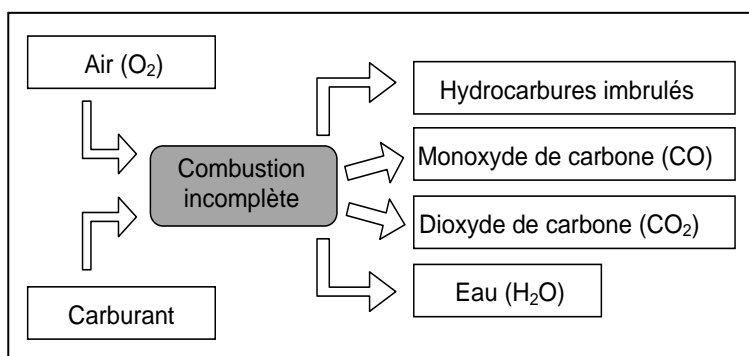 Air (O₂)
Carburant
Combustion
incomplète
Hydrocarbures imbrulés
Monoxyde de carbone (CO)
Dioxyde de carbone (CO₂)
Eau (H₂O)